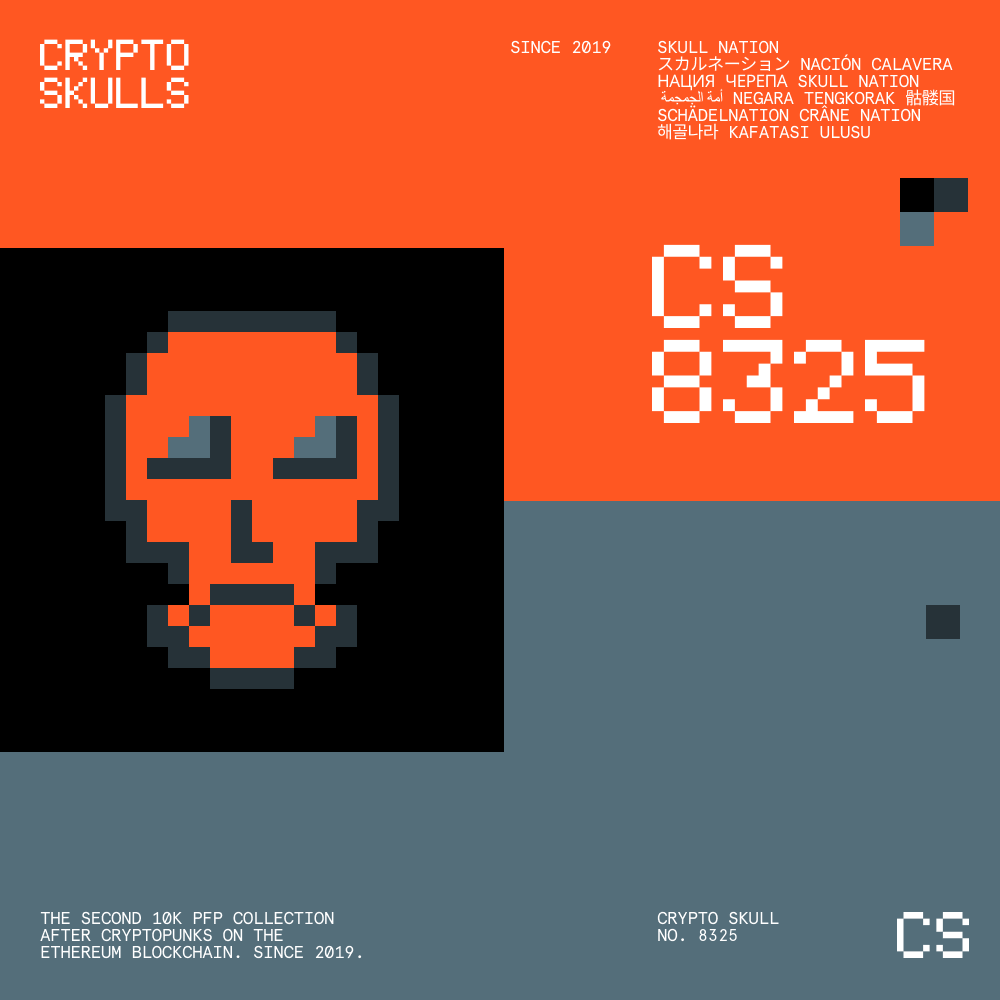 CRYPTO
SKULLS
SINCE 2019
SKULL NATION
スカルネーション NACIÓN CALAVERA
НАЦИЯ ЧЕРЕПА SKULL NATION
أمة الجمجمة NEGARA TENGKORAK 骷髅国
SCHÄDELNATION CRÂNE NATION
해골나라 KAFATASI ULUSU
CS
8325
THE SECOND 10K PFP COLLECTION
AFTER CRYPTOPUNKS ON THE
ETHEREUM BLOCKCHAIN. SINCE 2019.
CRYPTO SKULL
NO. 8325
CS